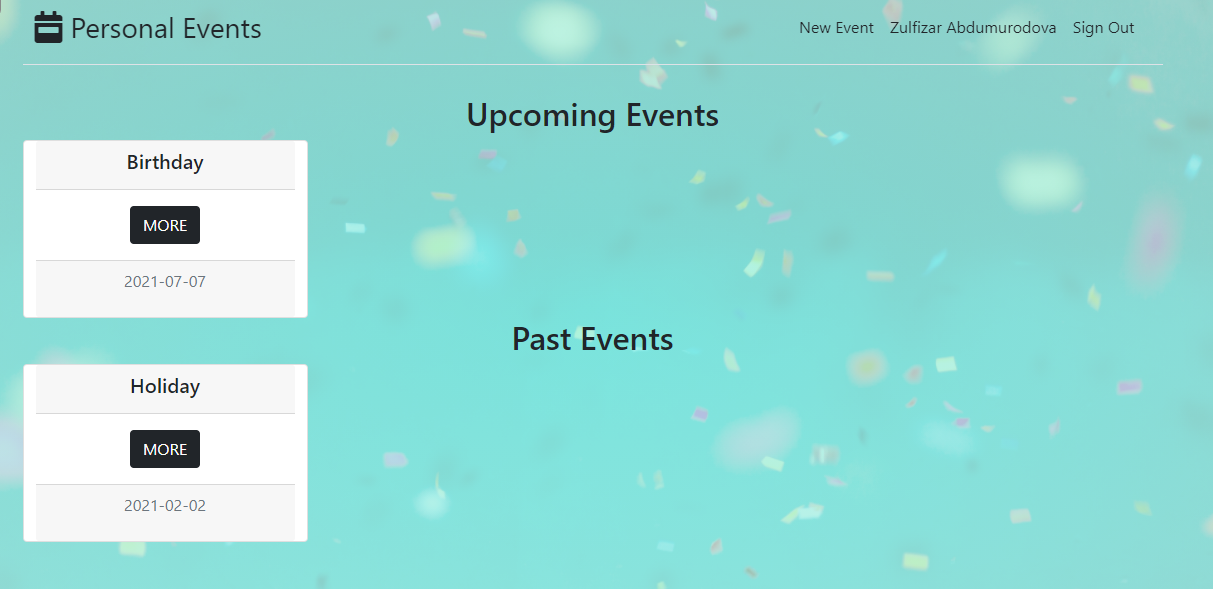 Personal Events
New Event Zulfizar Abdumurodova Sign Out
Upcoming Events
Birthday
MORE
2021-07-07
Past Events
Holiday
MORE
2021-02-02